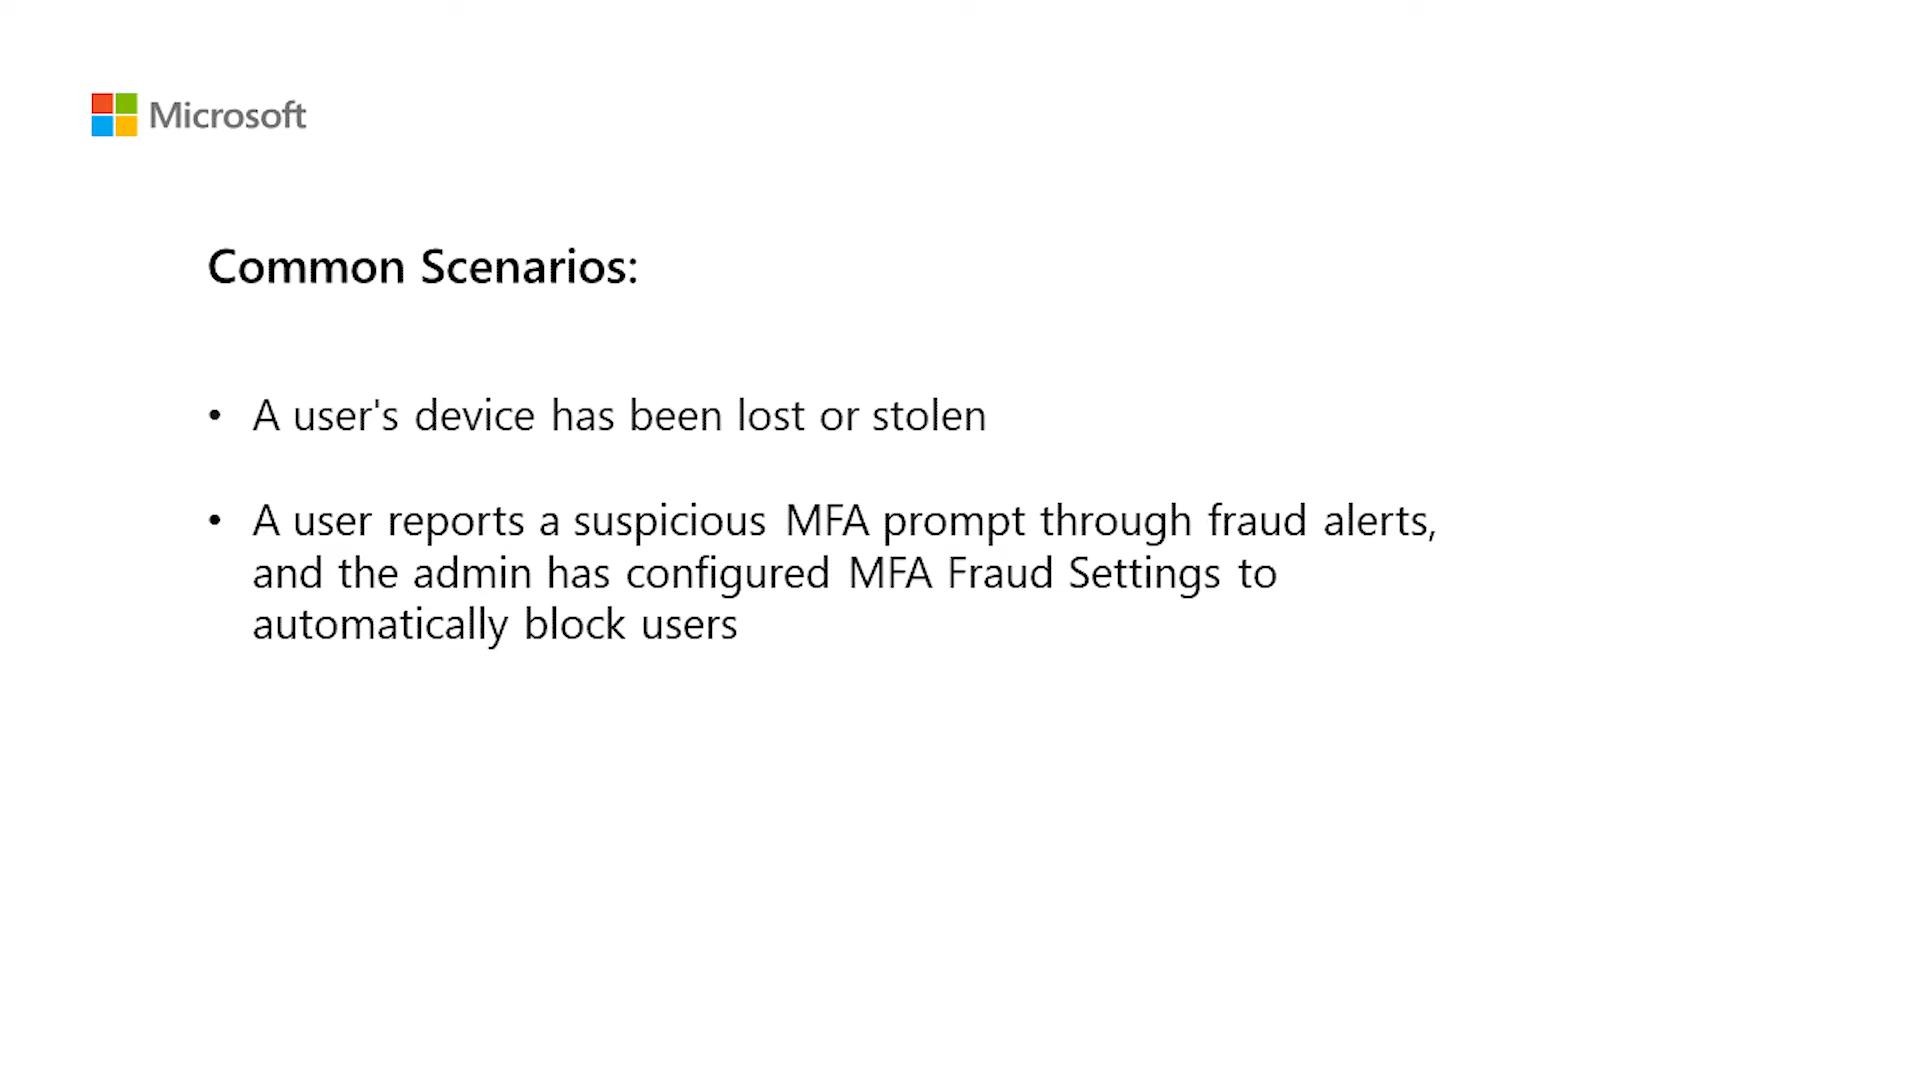 Microsoft
Common Scenarios:
• A user's device has been lost or stolen
• A user reports a suspicious MFA prompt through fraud alerts,
and the admin has configured MFA Fraud Settings to
automatically block users